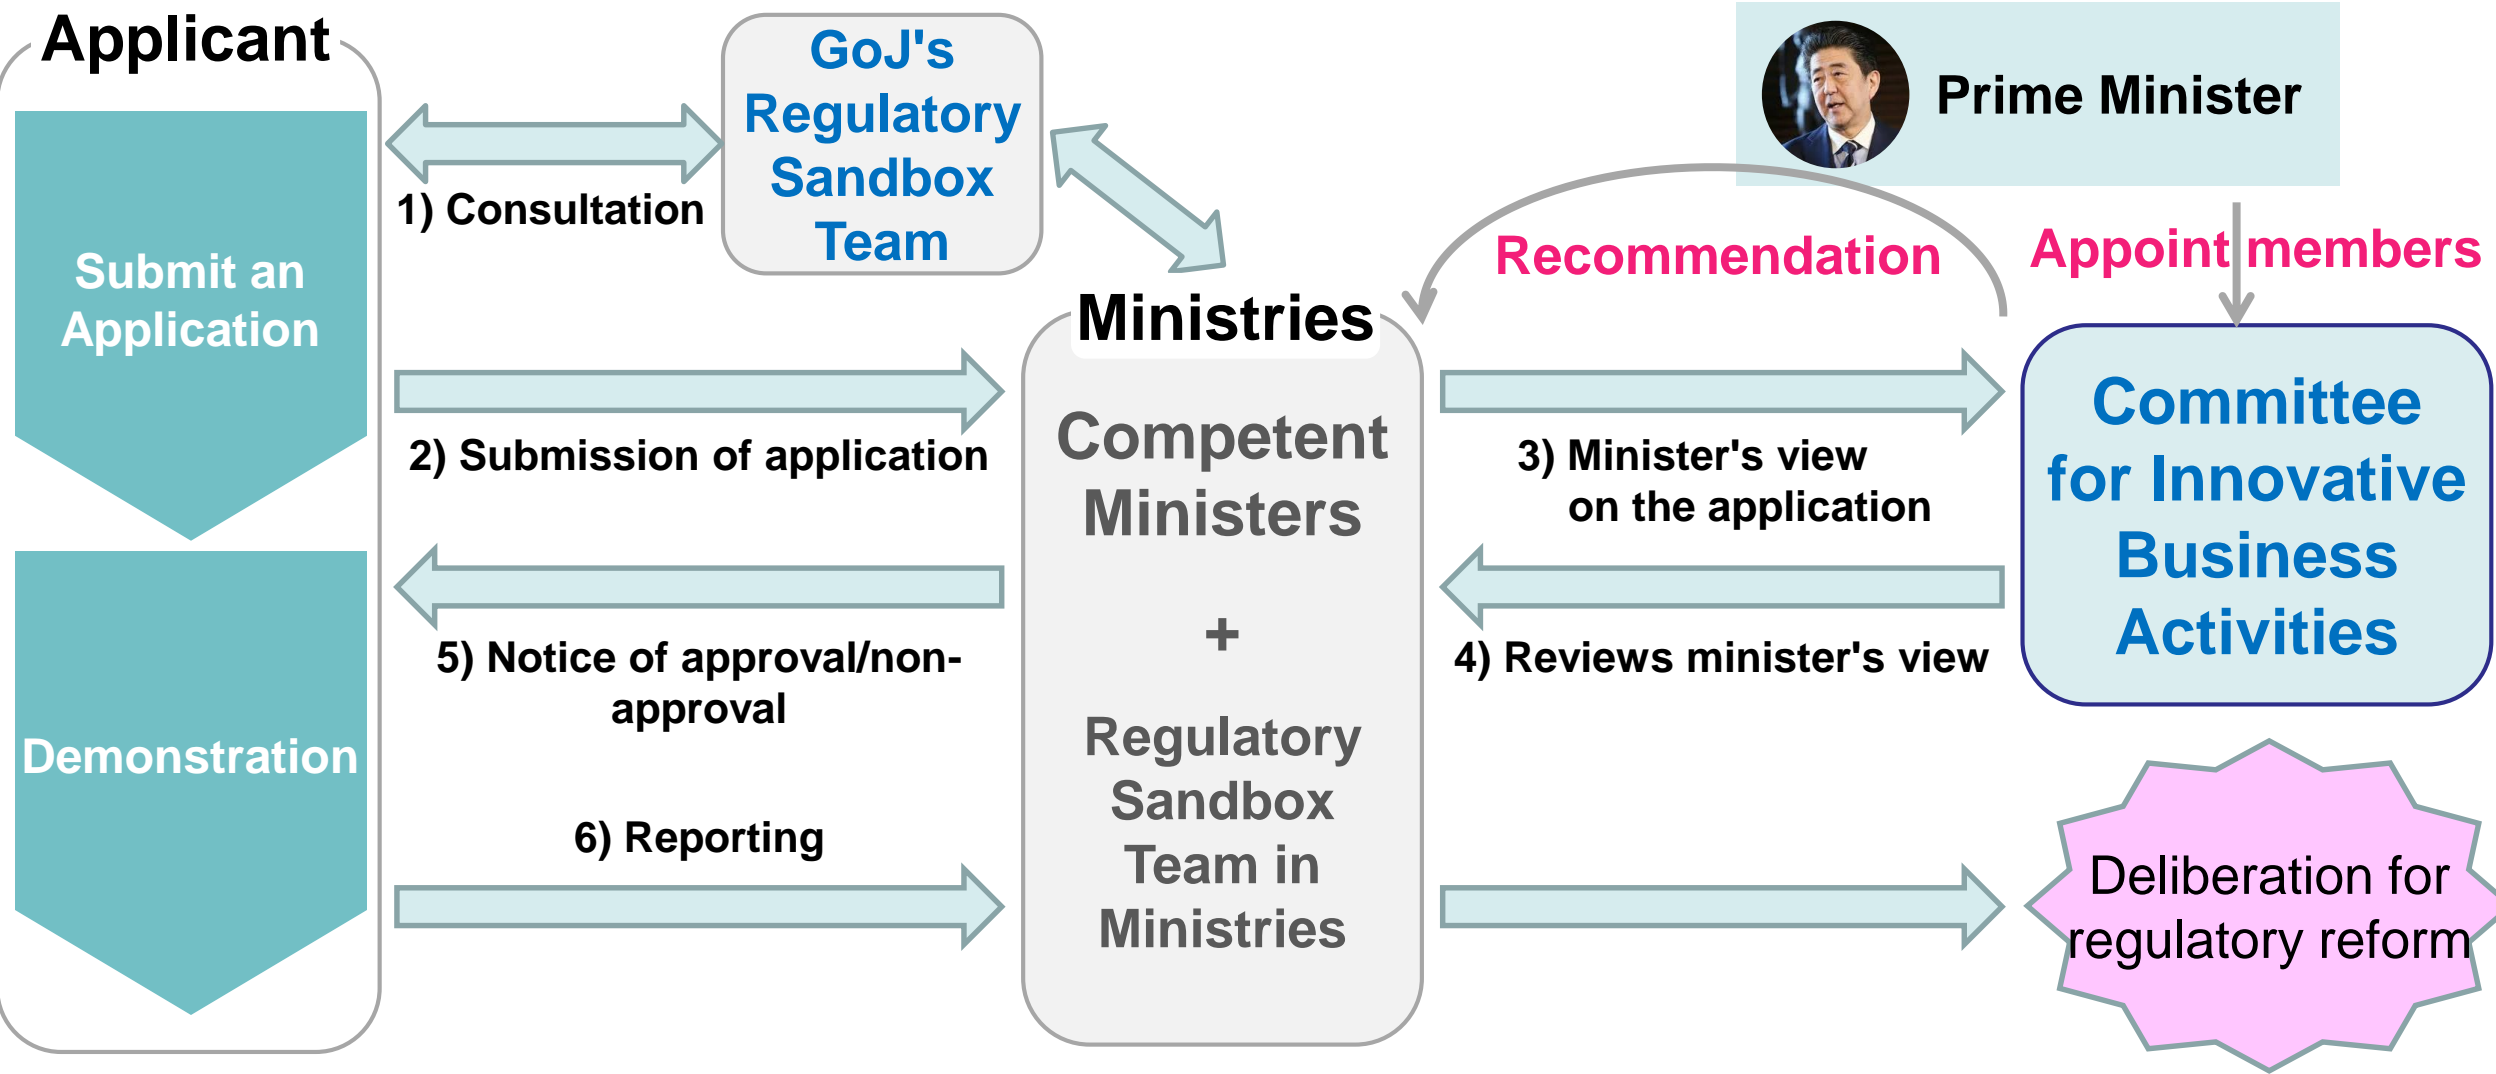 Applicant
Submit an
Application
Demonstration
GoJ's
Regulatory
Sandbox
Team
1) Consultation
2) Submission of application
5) Notice of approval/non-
approval
6) Reporting
Ministries
Competent
Ministers
+
Regulatory
Sandbox
Team in
Ministries
Prime Minister
Recommendation
Appoint members
3) Minister's view
on the application
4) Reviews minister's view
Committee
for Innovative
Business
Activities
Deliberation for
regulatory reform